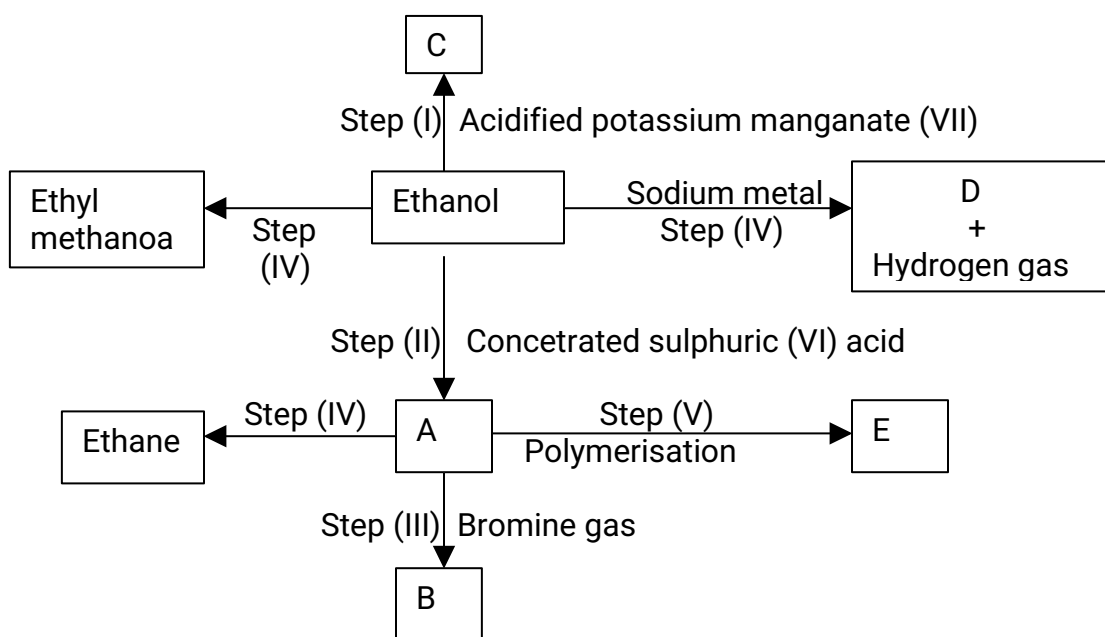 C
Step (I) Acidified potassium manganate (VII)
Ethyl
methanoa
Step
(IV)
Ethanol
Sodium metal
Step (IV)
D
+
Hydrogen gas
Step (II) Concetrated sulphuric (VI) acid
Ethane
Step (IV)
A
Step (V)
Polymerisation
E
Step (III) Bromine gas
B